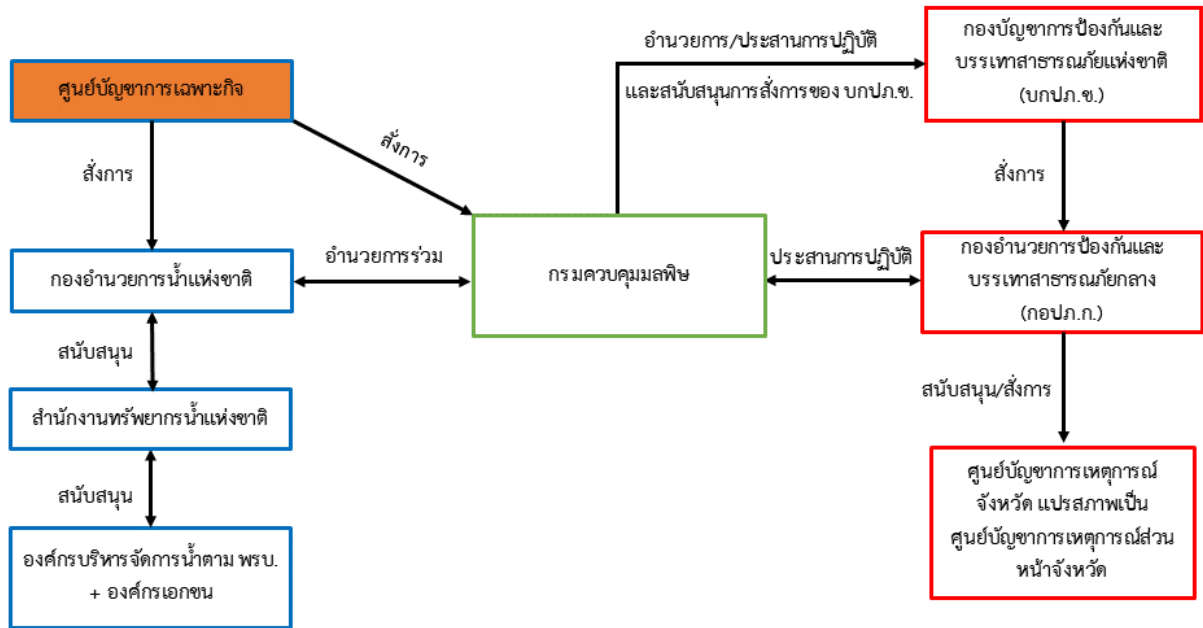 ศูนย์บัญชาการเฉพาะกิจ
สั่งการ
สั่งการ
กองอำนวยการน้ำแห่งชาติ
อำนวยการร่วม
สนับสนุน
สำนักงานทรัพยากรน้ำแห่งชาติ
สนับสนุน
องค์กรบริหารจัดการน้ำตาม พรบ.
+ องค์กรเอกชน
กรมควบคุมมลพิษ
อำนวยการ/ประสานการปฏิบัติ
และสนับสนุนการสั่งการของ บกปภ.ช.
ประสานการปฏิบัติ
กองบัญชาการป้องกันและ
บรรเทาสาธารณภัยแห่งชาติ
(บกปภ.ช.)
สั่งการ
กองอำนวยการป้องกันและ
บรรเทาสาธารณภัยกลาง
(กอปภ.ก.)
สนับสนุน/สั่งการ
ศูนย์บัญชาการเหตุการณ์
จังหวัด แปรสภาพเป็น
ศูนย์บัญชาการเหตุการณ์ส่วน
หน้าจังหวัด